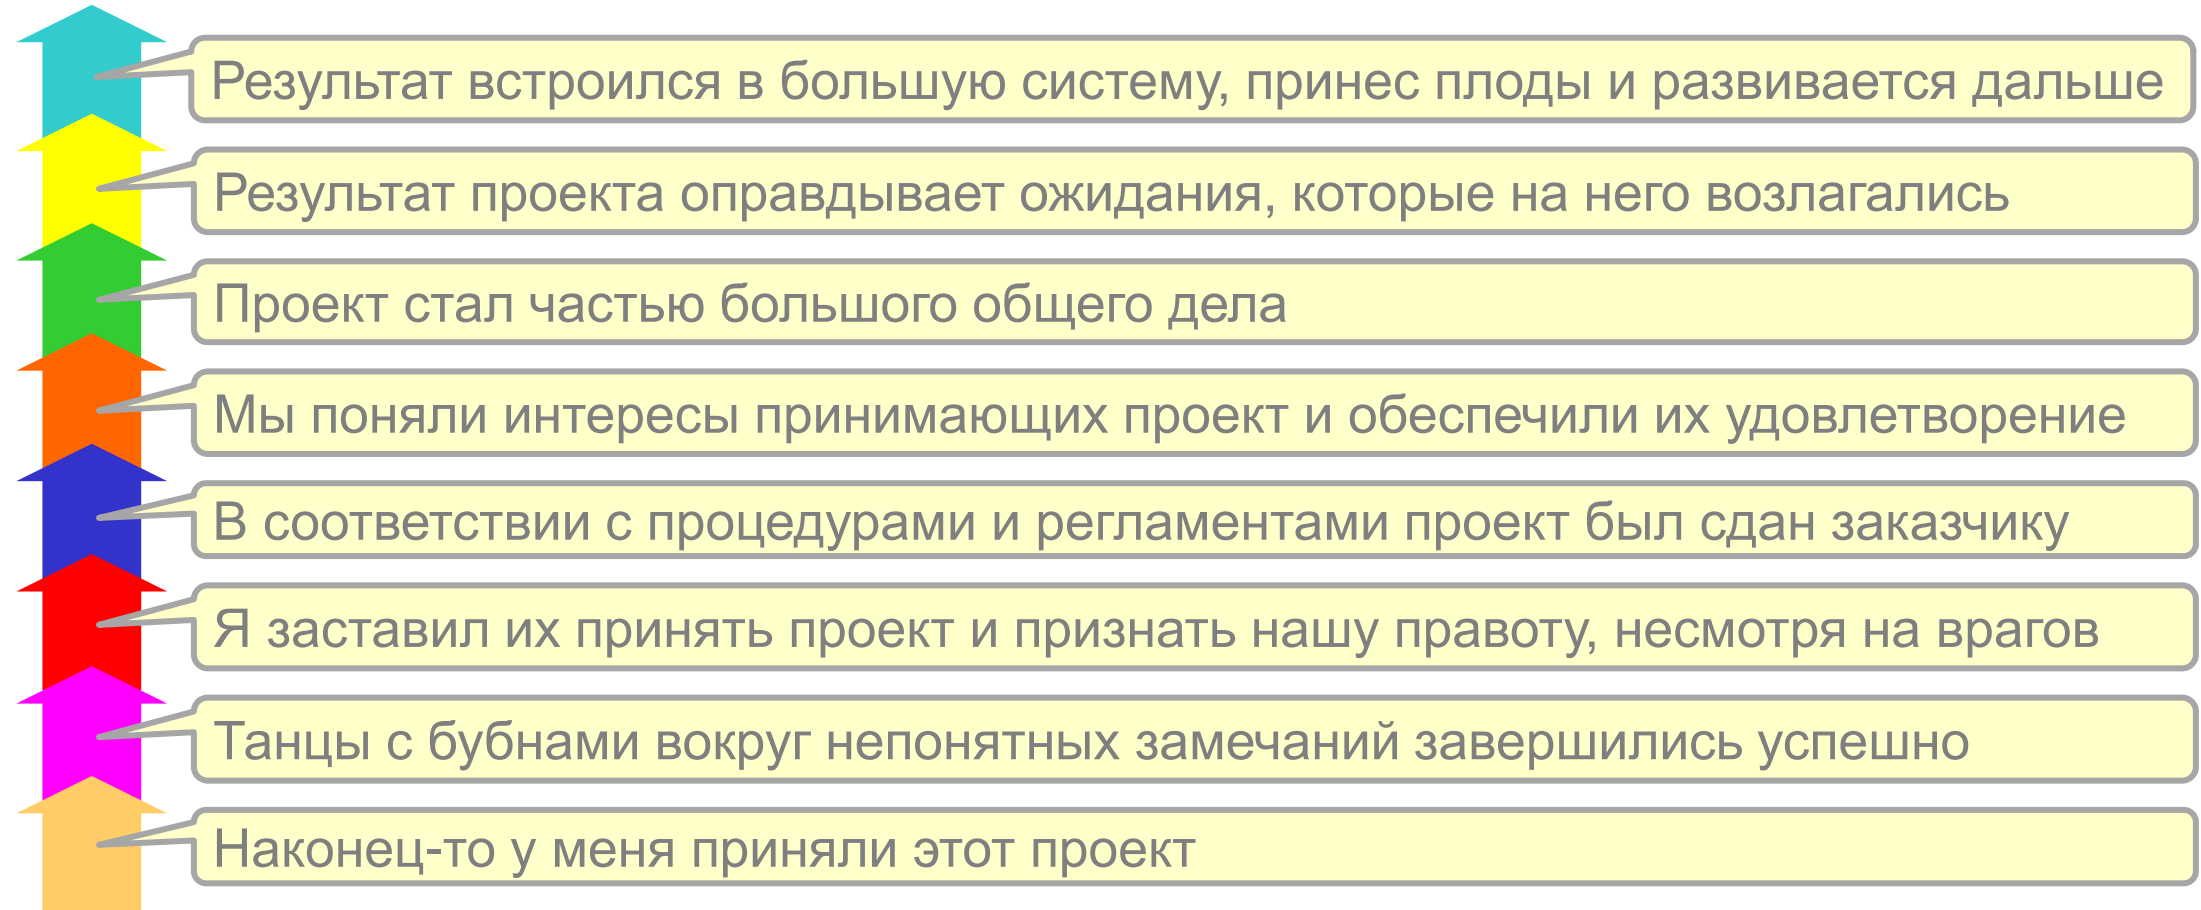 Результат встроился в большую систему, принес плоды и развивается дальше
Результат проекта оправдывает ожидания, которые на него возлагались
Проект стал частью большого общего дела
Мы поняли интересы принимающих проект и обеспечили их удовлетворение
В соответствии с процедурами и регламентами проект был сдан заказчику
Я заставил их принять проект и признать нашу правоту, несмотря на врагов
Танцы с бубнами вокруг непонятных замечаний завершились успешно
Наконец-то у меня приняли этот проект